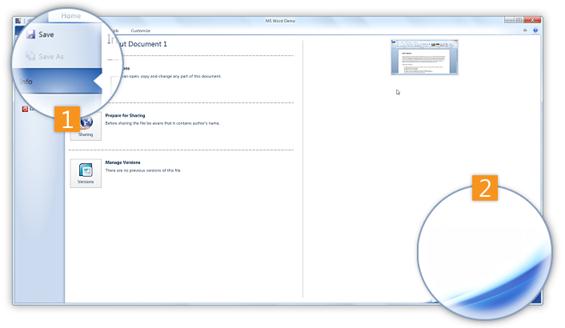 MS Word Demo
Home
Customize
Save
Save As
Info
ut Document 1
an open, copy and change any part of this document.
1
Prepare for Sharing
Before sharing the file be aware that it contains author's name.
Sharing
Manage Versions
There are no previous versions of this file
Versions
2